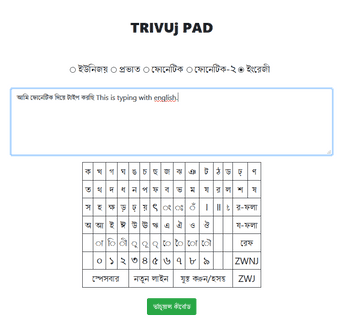 TRIVUj PAD
ইউনিজয় প্রভাত ফোনেটিক ফোনেটিক-২ ইংরেজী
আমি ফোনেটিক দিয়ে টাইপ করছি This is typing with english.
ক খ গ ঘ ঙ চ ছ জ ঝ ঞ ট ঠ ড ঢ ণ
ত থ দ ধ ন প ফ ব ভ ম য র ল শ ষ
স হ ক্ষ ড় ঢ় য় ৎ ং ঃ ঁ । ॥ ৳ র-ফলা
অ আ ই ঈ উ ঊ ঋ এ ঐ ও ঔ য-ফলা
া ি ী ু ূ ৃ ে ৈ ো ৌ রেফ
০ ১ ২ ৩ ৪ ৫ ৬ ৭ ৮ ৯ ZWNJ
স্পেসবার নতুন লাইন যুক্ত করুন/হসন্ত ZWJ